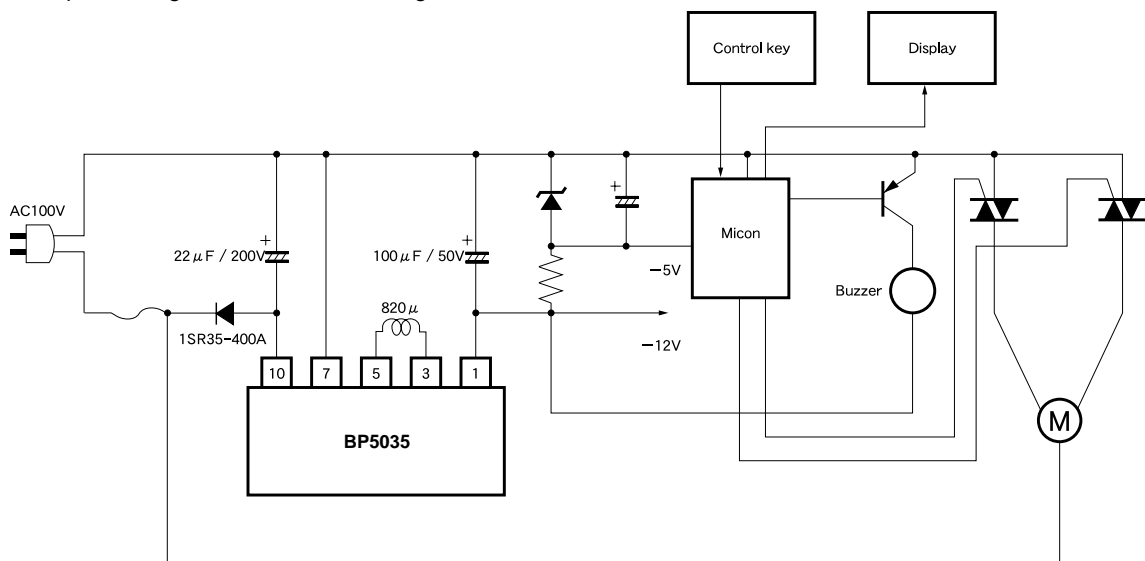 Control key
Display
AC100V
22μF / 200V
+
100μF / 50V
+
+
Micon
−5V
Buzzer
820μ
1SR35-400A
−12V
10
7
5
3
1
BP5035
M